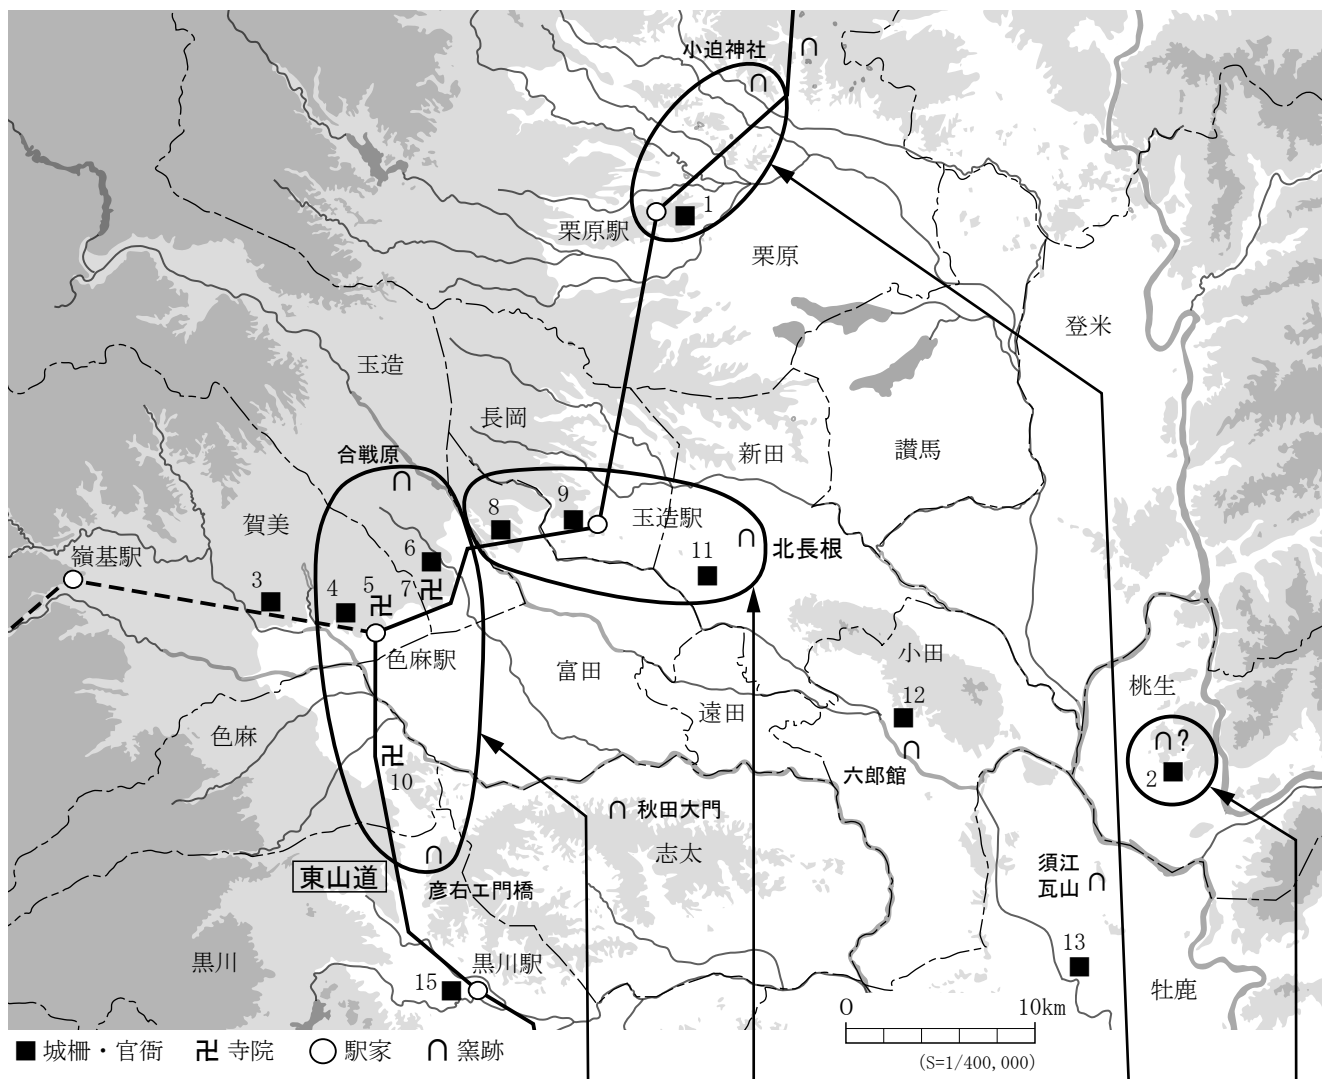 小迫神社
1
栗原駅
栗原
登米
玉造
長岡
新田
讃馬
合戦原
賀美
嶺基駅
8
9
玉造駅
北長根
11
6
7
5
3
4
色麻駅
富田
小田
12
遠田
六郎館
桃生
?
2
色麻
10
秋田大門
志太
東山道
彦右エ門橋
須江
瓦山
黒川
黒川駅
15
13
牡鹿
0 10km
(S=1/400,000)
城柵・官衙 卍 寺院 駅家 窯跡